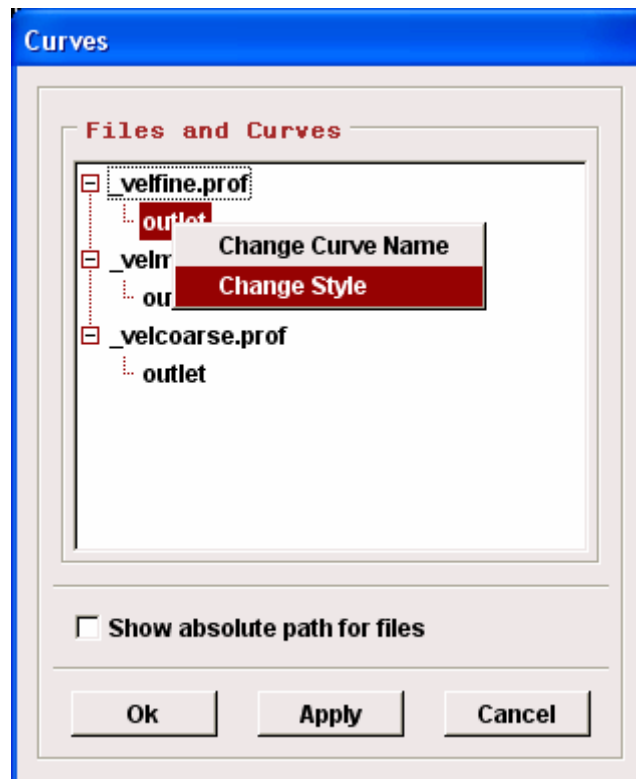 Curves
Files and Curves
_velfine.prof
outlet
Change Curve Name
Change Style
_velcoarse.prof
outlet
Show absolute path for files
Ok Apply Cancel